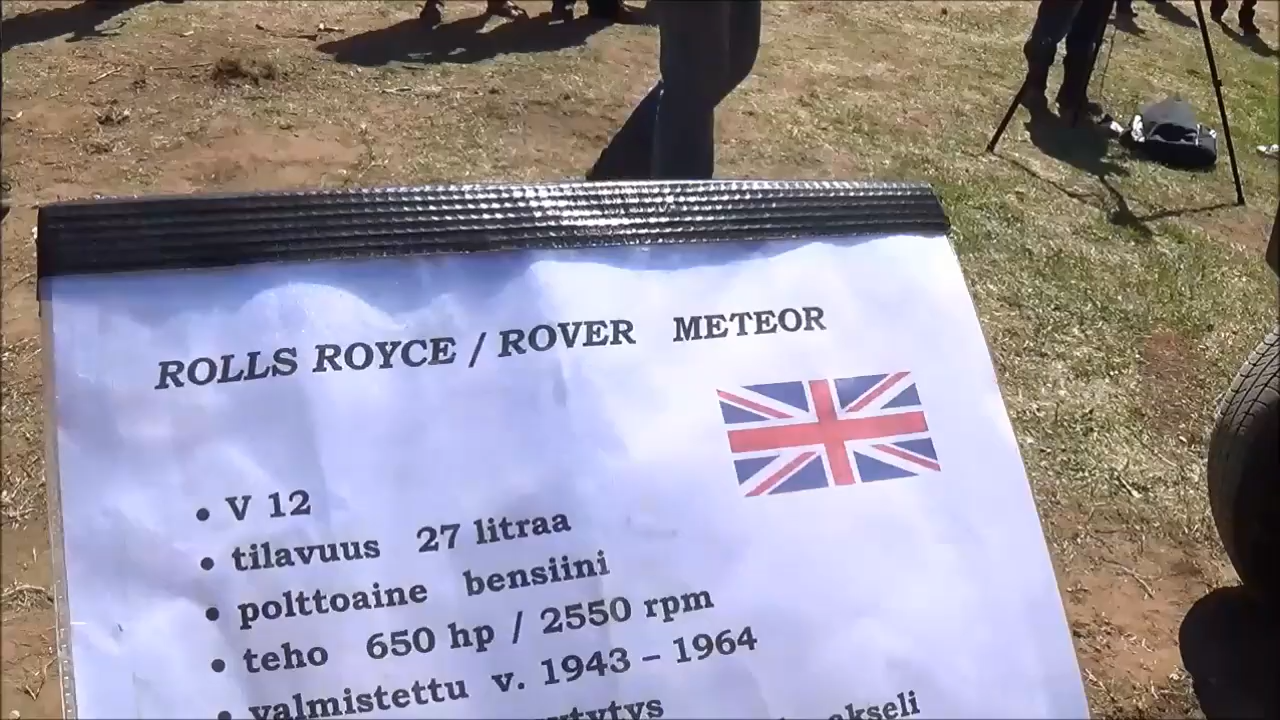 ROLLS ROYCE / ROVER METEOR
• V 12
• tilavuus 27 litraa
• polttoaine bensiini
• teho 650 hp / 2550 rpm
• valmistettu v. 1943 – 1964